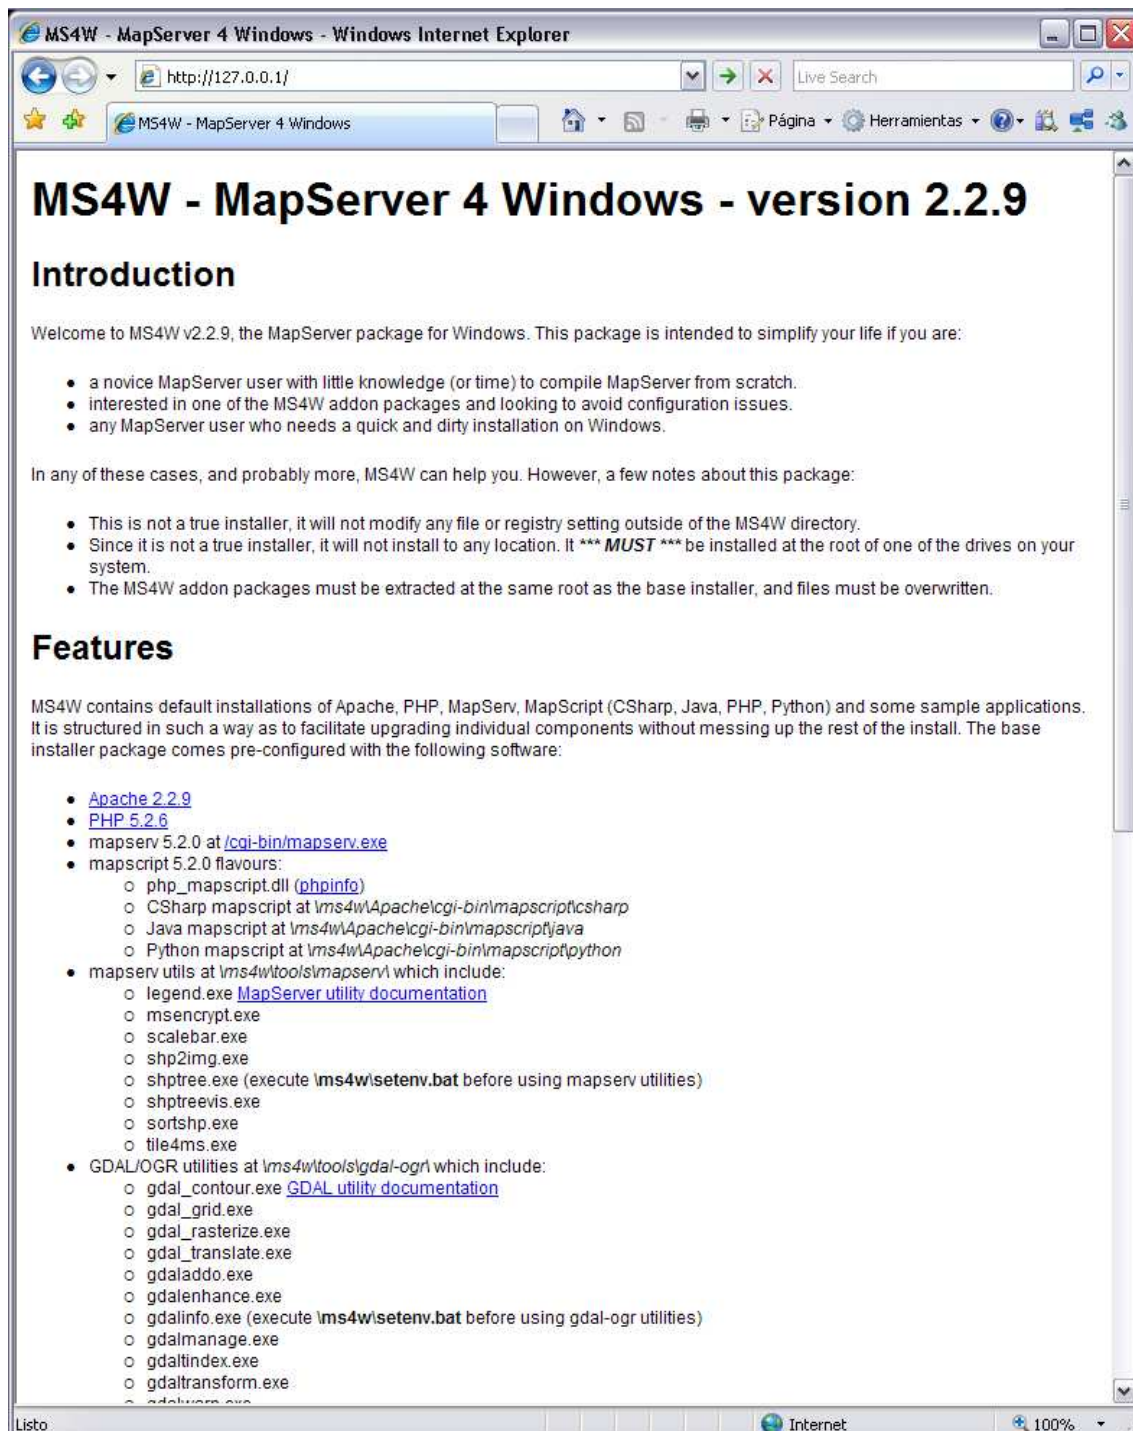 MS4W - MapServer 4 Windows - Windows Internet Explorer
http://127.0.0.1/
Live Search
MS4W - MapServer 4 Windows
Página
Herramientas
MS4W - MapServer 4 Windows - version 2.2.9
Introduction
Welcome to MS4W v2.2.9, the MapServer package for Windows. This package is intended to simplify your life if you are:
● a novice MapServer user with little knowledge (or time) to compile MapServer from scratch.
● interested in one of the MS4W addon packages and looking to avoid configuration issues.
● any MapServer user who needs a quick and dirty installation on Windows.
In any of these cases, and probably more, MS4W can help you. However, a few notes about this package:
● This is not a true installer, it will not modify any file or registry setting outside of the MS4W directory.
● Since it is not a true installer, it will not install to any location. It *** MUST *** be installed at the root of one of the drives on your
system.
● The MS4W addon packages must be extracted at the same root as the base installer, and files must be overwritten.
Features
MS4W contains default installations of Apache, PHP, MapServ, MapScript (CSharp, Java, PHP, Python) and some sample applications.
It is structured in such a way as to facilitate upgrading individual components without messing up the rest of the install. The base
installer package comes pre-configured with the following software:
● Apache 2.2.9
● PHP 5.2.6
● mapserv 5.2.0 at /cgi-bin/mapserv.exe
● mapscript 5.2.0 flavours:
○ php_mapscript.dll (phpinfo)
○ CSharp mapscript at \ms4w\Apache\cgi-bin\mapscript\csharp
○ Java mapscript at \ms4w\Apache\cgi-bin\mapscript\java
○ Python mapscript at \ms4w\Apache\cgi-bin\mapscript\python
● mapserv utils at \ms4w\tools\mapserv\ which include:
○ legend.exe MapServer utility documentation
○ msencrypt.exe
○ scalebar.exe
○ shp2img.exe
○ shptree.exe (execute \ms4w\setenv.bat before using mapserv utilities)
○ shptreevis.exe
○ sortshp.exe
○ tile4ms.exe
● GDAL/OGR utilities at \ms4w\tools\gdal-ogr\ which include:
○ gdal_contour.exe GDAL utility documentation
○ gdal_grid.exe
○ gdal_rasterize.exe
○ gdal_translate.exe
○ gdaladdo.exe
○ gdalenhance.exe
○ gdalinfo.exe (execute \ms4w\setenv.bat before using gdal-ogr utilities)
○ gdalmanage.exe
○ gdaltindex.exe
○ gdaltransform.exe
Listo
Internet
100%